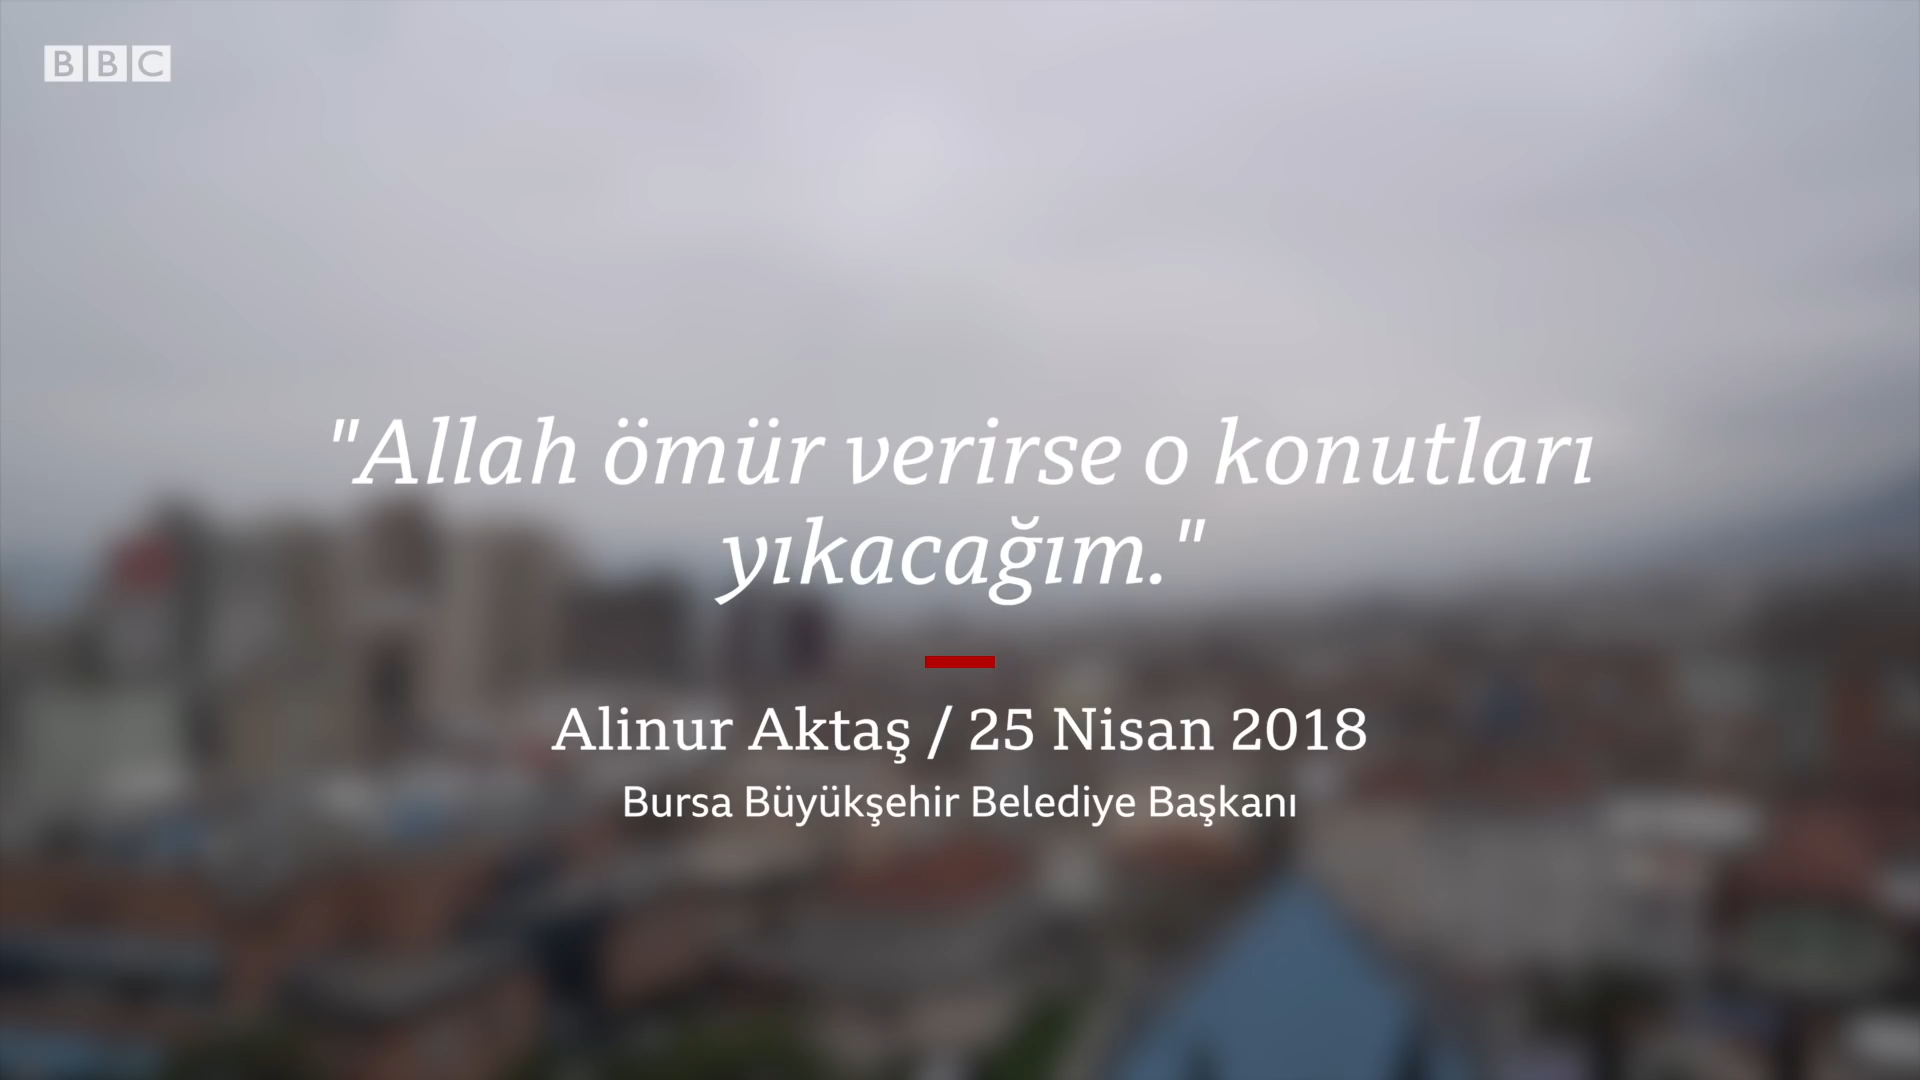 BBC
"Allah ömür verirse o konutları
yıkacağım."
Alinur Aktaş / 25 Nisan 2018
Bursa Büyükşehir Belediye Başkanı